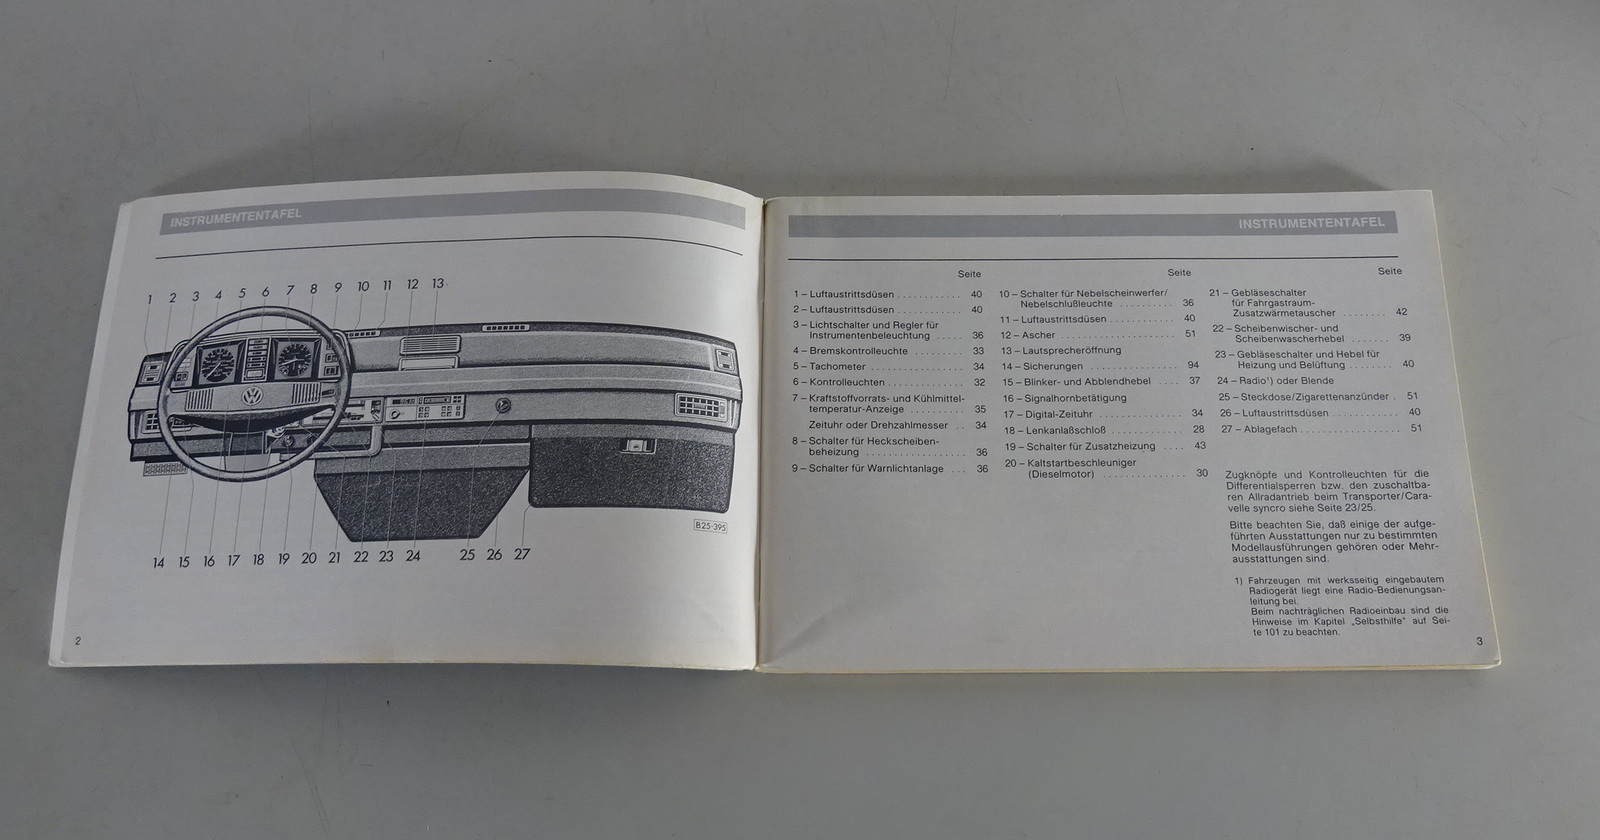 INSTRUMENTENTAFEL
1 2 3 4 5 6 7 8 9 10 11 12 13
B25-395
14 15 16 17 18 19 20 21 22 23 24 25 26 27
2
INSTRUMENTENTAFEL
Seite
1 – Luftaustrittsdüsen . . . . . . . . . . . 40
2 – Luftaustrittsdüsen . . . . . . . . . . . 40
3 – Lichtschalter und Regler für
Instrumentenbeleuchtung . . . . . 36
4 – Bremskontrolleuchte . . . . . . . . . 33
5 – Tachometer . . . . . . . . . . . . . . . 34
6 – Kontrolleuchten . . . . . . . . . . . . 32
7 – Kraftstoffvorrats- und Kühlmittel-
temperatur-Anzeige . . . . . . . . . 35
Zeituhr oder Drehzahlmesser . . 34
8 – Schalter für Heckscheiben-
beheizung . . . . . . . . . . . . . . . . 36
9 – Schalter für Warnlichtanlage . . . 36
Seite
10 – Schalter für Nebelscheinwerfer/
Nebelschlußleuchte . . . . . . . . . 36
11 – Luftaustrittsdüsen . . . . . . . . . . . 40
12 – Ascher . . . . . . . . . . . . . . . . . . . 51
13 – Lautsprecheröffnung
14 – Sicherungen . . . . . . . . . . . . . . . 94
15 – Blinker- und Abblendhebel . . . . 37
16 – Signalhornbetätigung
17 – Digital-Zeituhr . . . . . . . . . . . . . . 34
18 – Lenkanlaßschloß . . . . . . . . . . . . 28
19 – Schalter für Zusatzheizung . . . . 43
20 – Kaltstartbeschleuniger
(Dieselmotor) . . . . . . . . . . . . . . 30
Seite
21 – Gebläseschalter
für Fahrgastraum-
Zusatzwärmetauscher . . . . . . . . 42
22 – Scheibenwischer- und
Scheibenwascherhebel . . . . . . . 39
23 – Gebläseschalter und Hebel für
Heizung und Belüftung . . . . . . . . 40
24 – Radio¹) oder Blende
25 – Steckdose/Zigarettenanzünder . 51
26 – Luftaustrittsdüsen . . . . . . . . . . . 40
27 – Ablagefach . . . . . . . . . . . . . . . . 51
Zugknöpfe und Kontrolleuchten für die
Differentialsperren bzw. den zuschaltba-
ren Allradantrieb beim Transporter/Cara-
velle syncro siehe Seite 23/25.
Bitte beachten Sie, daß einige der aufge-
führten Ausstattungen nur zu bestimmten
Modellausführungen gehören oder Mehr-
ausstattungen sind.
1) Fahrzeugen mit werksseitig eingebautem
Radiogerät liegt eine Radio-Bedienungsan-
leitung bei.
Beim nachträglichen Radioeinbau sind die
Hinweise im Kapitel „Selbsthilfe" auf Sei-
te 101 zu beachten.
3